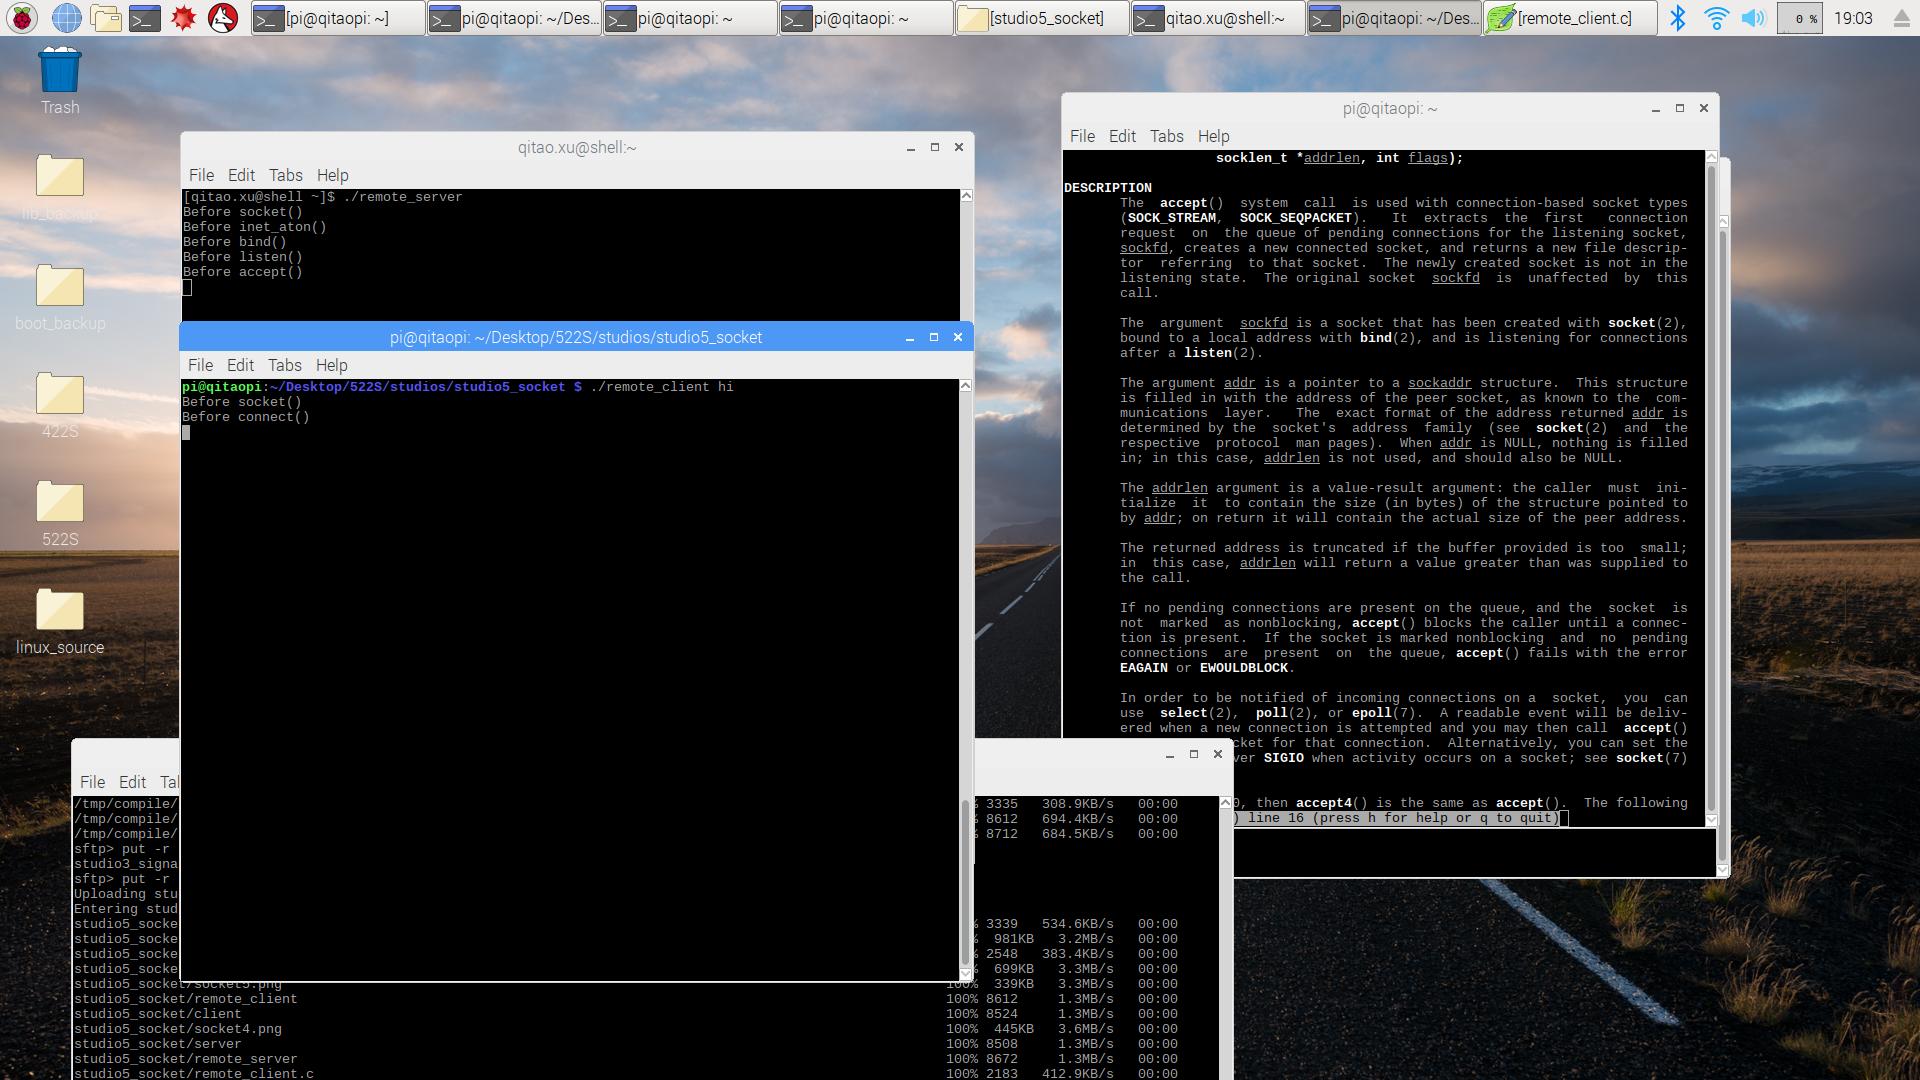 [pi@qitaopi: ~]
pi@qitaopi: ~/Des...
pi@qitaopi: ~
pi@qitaopi: ~
[studio5_socket]
qitao.xu@shell:~
pi@qitaopi: ~/Des...
[remote_client.c]
0 %
19:03
Trash
lib_backup
boot_backup
422S
522S
linux_source
qitao.xu@shell:~
File Edit Tabs Help
[qitao.xu@shell ~]$ ./remote_server
Before socket()
Before inet_aton()
Before bind()
Before listen()
Before accept()
pi@qitaopi: ~/Desktop/522S/studios/studio5_socket
File Edit Tabs Help
pi@qitaopi:~/Desktop/522S/studios/studio5_socket $ ./remote_client hi
Before socket()
Before connect()
pi@qitaopi: ~
File Edit Tabs Help
socklen_t *addrlen, int flags);
DESCRIPTION
The accept() system call is used with connection-based socket types
(SOCK_STREAM, SOCK_SEQPACKET). It extracts the first connection
request on the queue of pending connections for the listening socket,
sockfd, creates a new connected socket, and returns a new file descrip-
tor referring to that socket. The newly created socket is not in the
listening state. The original socket sockfd is unaffected by this
call.
The argument sockfd is a socket that has been created with socket(2),
bound to a local address with bind(2), and is listening for connections
after a listen(2).
The argument addr is a pointer to a sockaddr structure. This structure
is filled in with the address of the peer socket, as known to the com-
munications layer. The exact format of the address returned addr is
determined by the socket's address family (see socket(2) and the
respective protocol man pages). When addr is NULL, nothing is filled
in; in this case, addrlen is not used, and should also be NULL.
The addrlen argument is a value-result argument: the caller must ini-
tialize it to contain the size (in bytes) of the structure pointed to
by addr; on return it will contain the actual size of the peer address.
The returned address is truncated if the buffer provided is too small;
in this case, addrlen will return a value greater than was supplied to
the call.
If no pending connections are present on the queue, and the socket is
not marked as nonblocking, accept() blocks the caller until a connec-
tion is present. If the socket is marked nonblocking and no pending
connections are present on the queue, accept() fails with the error
EAGAIN or EWOULDBLOCK.
In order to be notified of incoming connections on a socket, you can
use select(2), poll(2), or epoll(7). A readable event will be deliv-
ered when a new connection is attempted and you may then call accept()
cket for that connection. Alternatively, you can set the
ver SIGIO when activity occurs on a socket; see socket(7)
0, then accept4() is the same as accept(). The following
) line 16 (press h for help or q to quit)
File Edit Ta
/tmp/compile/ % 3335 308.9KB/s 00:00
/tmp/compile/ % 8612 694.4KB/s 00:00
/tmp/compile/ % 8712 684.5KB/s 00:00
sftp> put -r
studio3_signa
sftp> put -r
Uploading stu
Entering stud
studio5_socke % 3339 534.6KB/s 00:00
studio5_socke % 981KB 3.2MB/s 00:00
studio5_socke % 2548 383.4KB/s 00:00
studio5_socke % 699KB 3.3MB/s 00:00
studio5_socket/socket5.png 100% 339KB 3.3MB/s 00:00
studio5_socket/remote_client 100% 8612 1.3MB/s 00:00
studio5_socket/client 100% 8524 1.3MB/s 00:00
studio5_socket/socket4.png 100% 445KB 3.6MB/s 00:00
studio5_socket/server 100% 8508 1.3MB/s 00:00
studio5_socket/remote_server 100% 8672 1.3MB/s 00:00
studio5_socket/remote_client.c 100% 2183 412.9KB/s 00:00